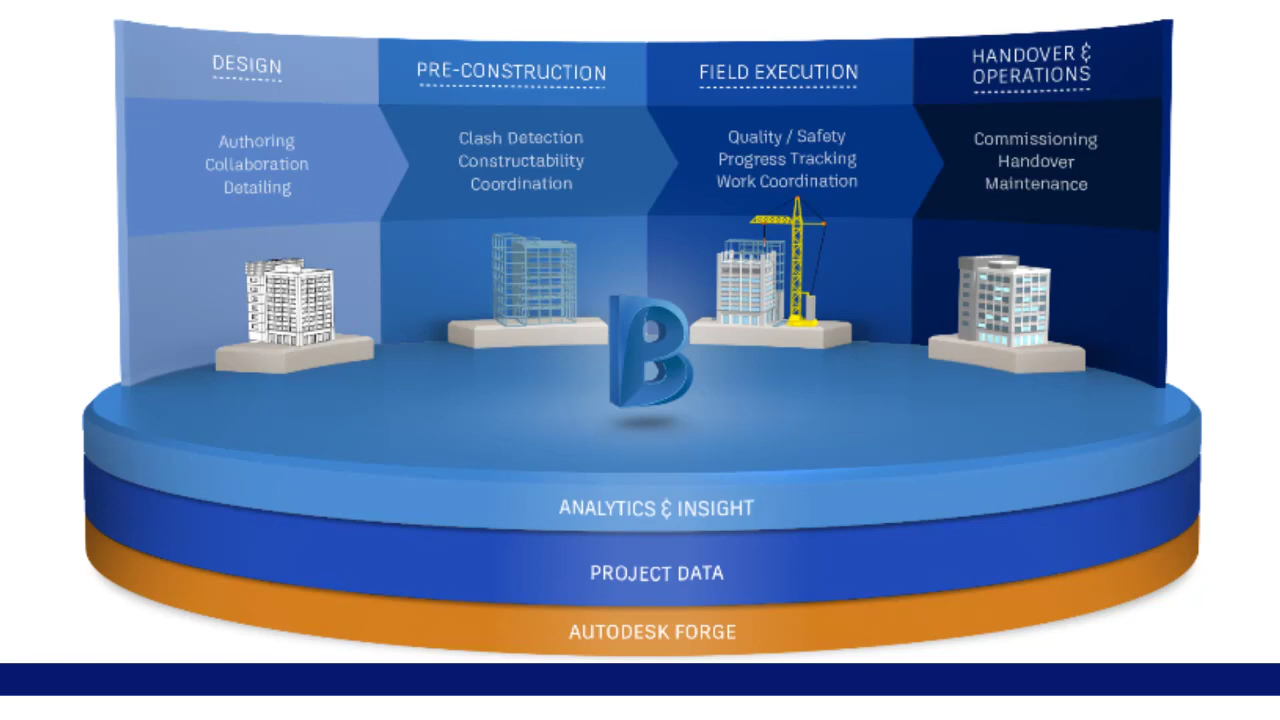 DESIGN
Authoring
Collaboration
Detailing
PRE-CONSTRUCTION
Clash Detection
Constructability
Coordination
FIELD EXECUTION
Quality / Safety
Progress Tracking
Work Coordination
HANDOVER &
OPERATIONS
Commissioning
Handover
Maintenance
B
ANALYTICS & INSIGHT
PROJECT DATA
AUTODESK FORGE